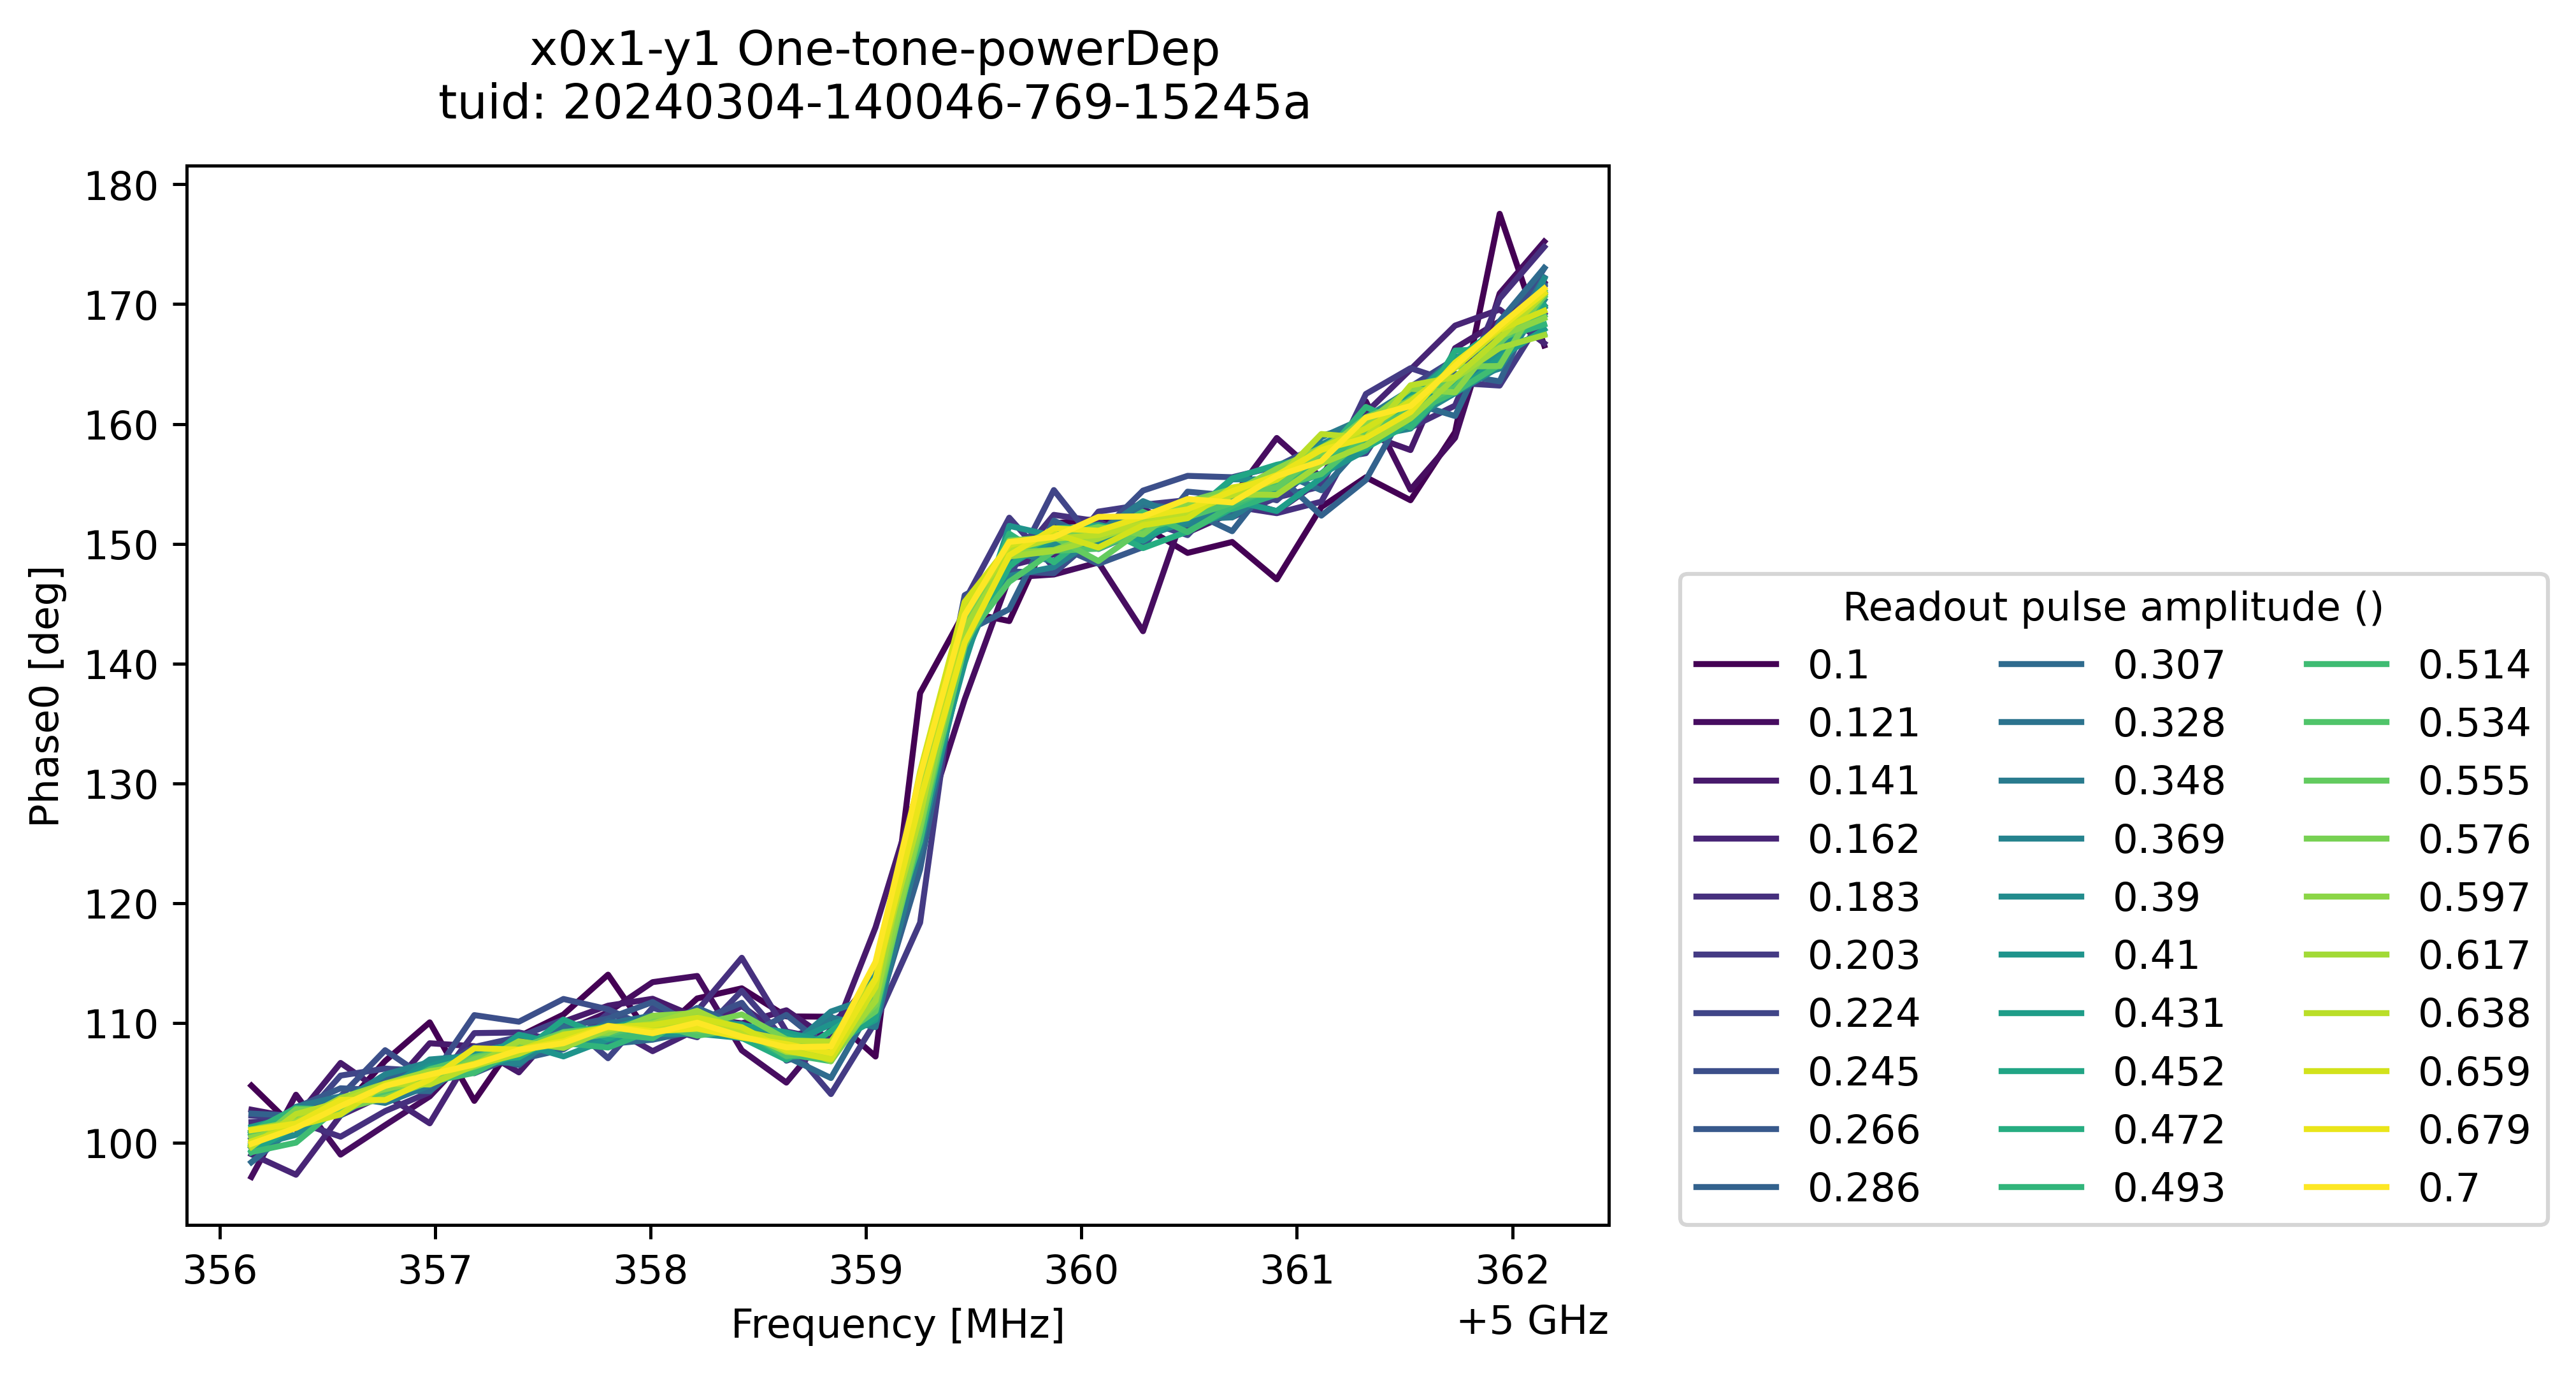 x0x1-y1 One-tone-powerDep
tuid: 20240304-140046-769-15245a
180
170
160
150
140
130
120
110
100
Phase0 [deg]
356 357 358 359 360 361 362
Frequency [MHz]
+5 GHz
Readout pulse amplitude ()
0.1 0.307 0.514
0.121 0.328 0.534
0.141 0.348 0.555
0.162 0.369 0.576
0.183 0.39 0.597
0.203 0.41 0.617
0.224 0.431 0.638
0.245 0.452 0.659
0.266 0.472 0.679
0.286 0.493 0.7